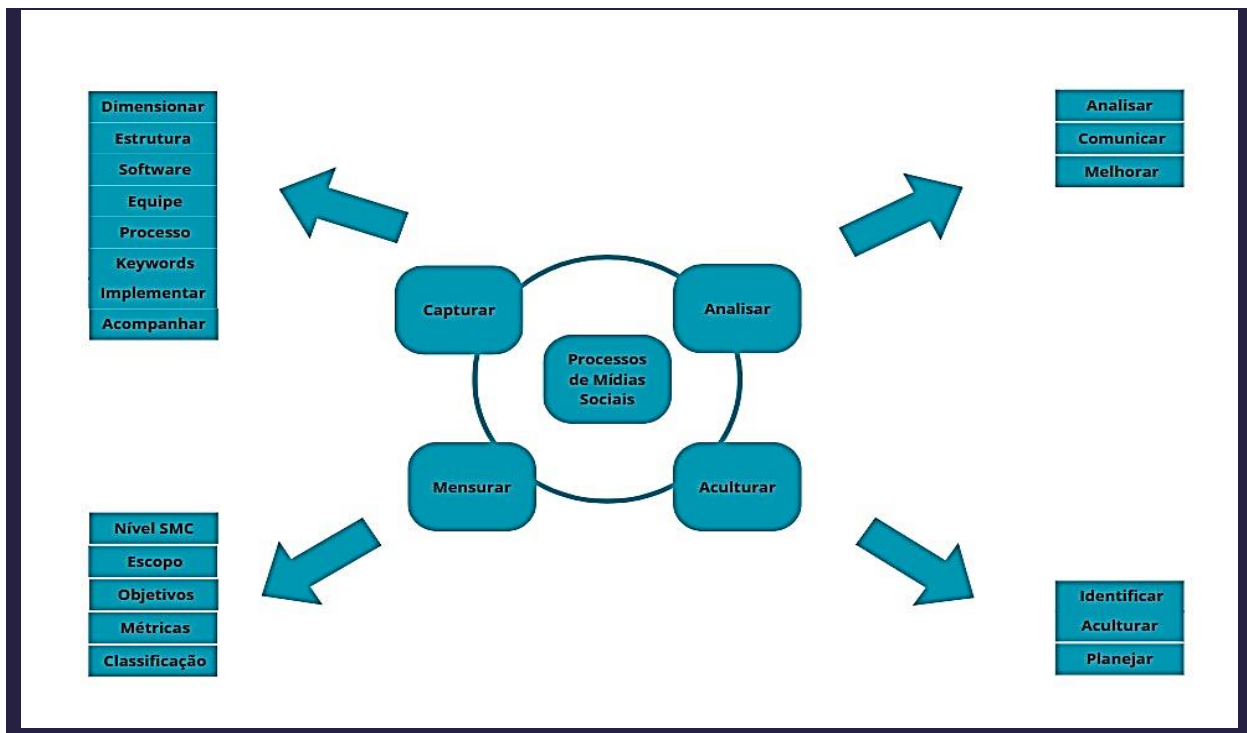 Dimensionar
Estrutura
Software
Equipe
Processo
Keywords
Implementar
Acompanhar
Analisar
Comunicar
Melhorar
Capturar
Analisar
Processos
de Mídias
Sociais
Mensurar
Aculturar
Nível SMC
Escopo
Objetivos
Métricas
Classificação
Identificar
Aculturar
Planejar